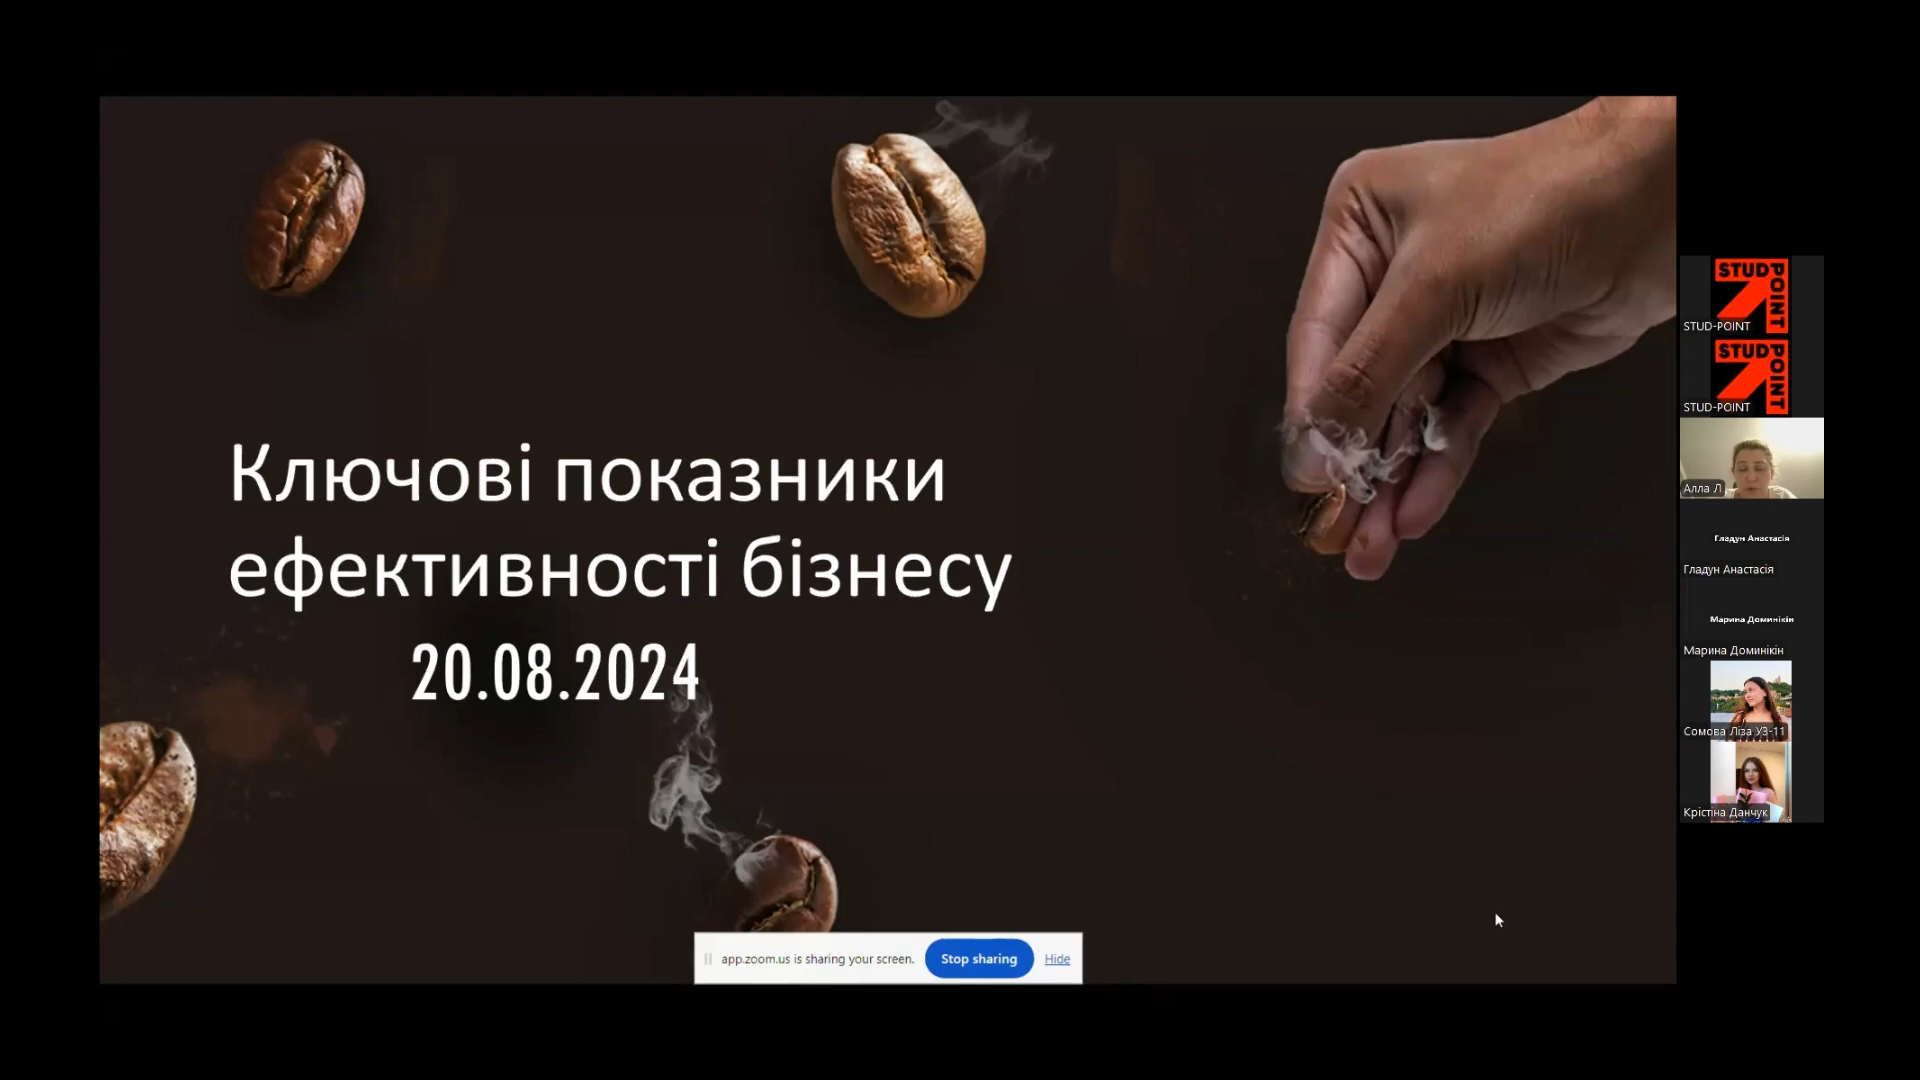 Ключові показники
ефективності бізнесу
20.08.2024
app.zoom.us is sharing your screen. Stop sharing Hide
STUD POINT
STUD-POINT
STUD POINT
STUD-POINT
Алла Л
Гладун Анастасія
Гладун Анастасія
Марина Доминікін
Марина Доминікін
Сомова Ліза УЗ-11
Крістіна Данчук